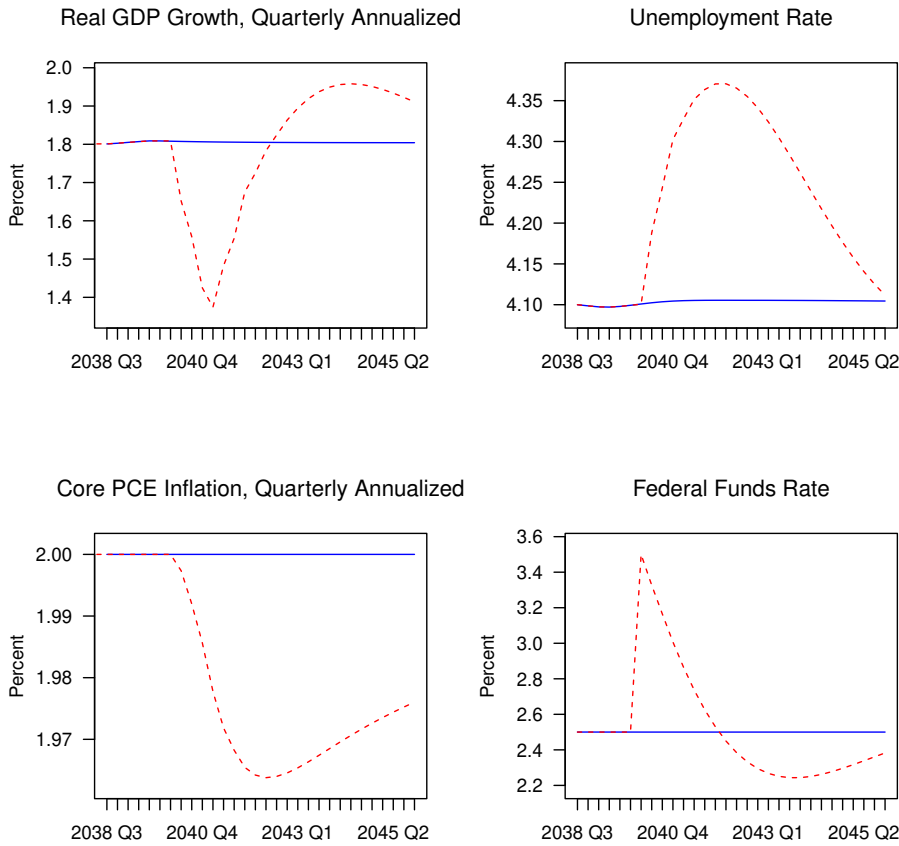 Real GDP Growth, Quarterly Annualized
Percent
2.0
1.9
1.8
1.7
1.6
1.5
1.4
2038 Q3 2040 Q4 2043 Q1 2045 Q2
Unemployment Rate
Percent
4.35
4.30
4.25
4.20
4.15
4.10
2038 Q3 2040 Q4 2043 Q1 2045 Q2
Core PCE Inflation, Quarterly Annualized
Percent
2.00
1.99
1.98
1.97
2038 Q3 2040 Q4 2043 Q1 2045 Q2
Federal Funds Rate
Percent
3.6
3.4
3.2
3.0
2.8
2.6
2.4
2.2
2038 Q3 2040 Q4 2043 Q1 2045 Q2